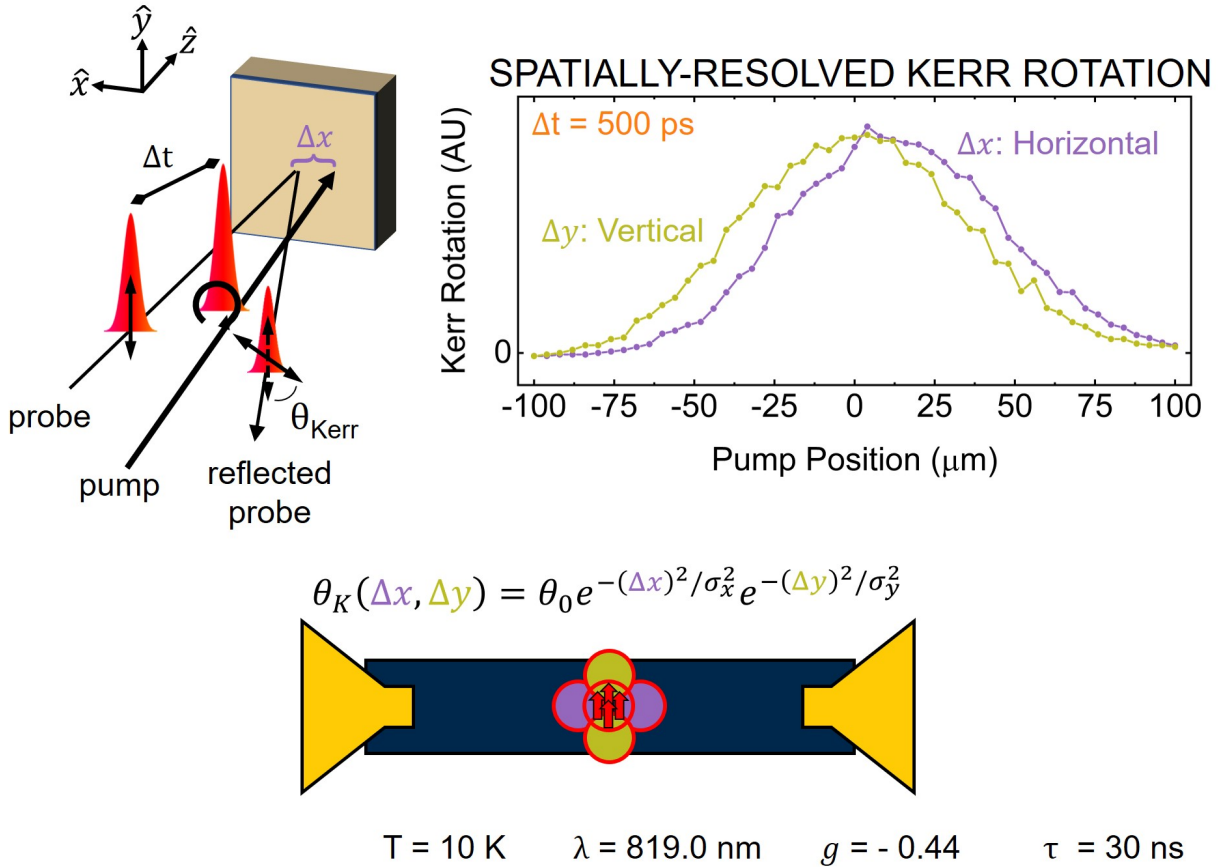 x̂
ŷ
ẑ
Δt
Δx
probe
pump
reflected
probe
θKerr
SPATIALLY-RESOLVED KERR ROTATION
Δt = 500 ps
Δx: Horizontal
Δy: Vertical
Kerr Rotation (AU)
0
-100 -75 -50 -25 0 25 50 75 100
Pump Position (μm)
θ_K(Δx, Δy) = θ₀e^{-(Δx)²/σₓ²}e^{-(Δy)²/σ_y²}
T = 10 K λ = 819.0 nm g = - 0.44 τ = 30 ns